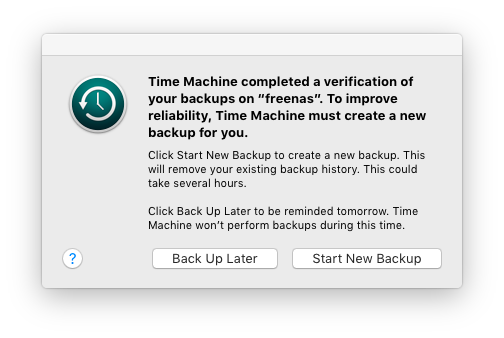 Time Machine completed a verification of
your backups on “freenas”. To improve
reliability, Time Machine must create a new
backup for you.
Click Start New Backup to create a new backup. This
will remove your existing backup history. This could
take several hours.
Click Back Up Later to be reminded tomorrow. Time
Machine won’t perform backups during this time.
? Back Up Later Start New Backup